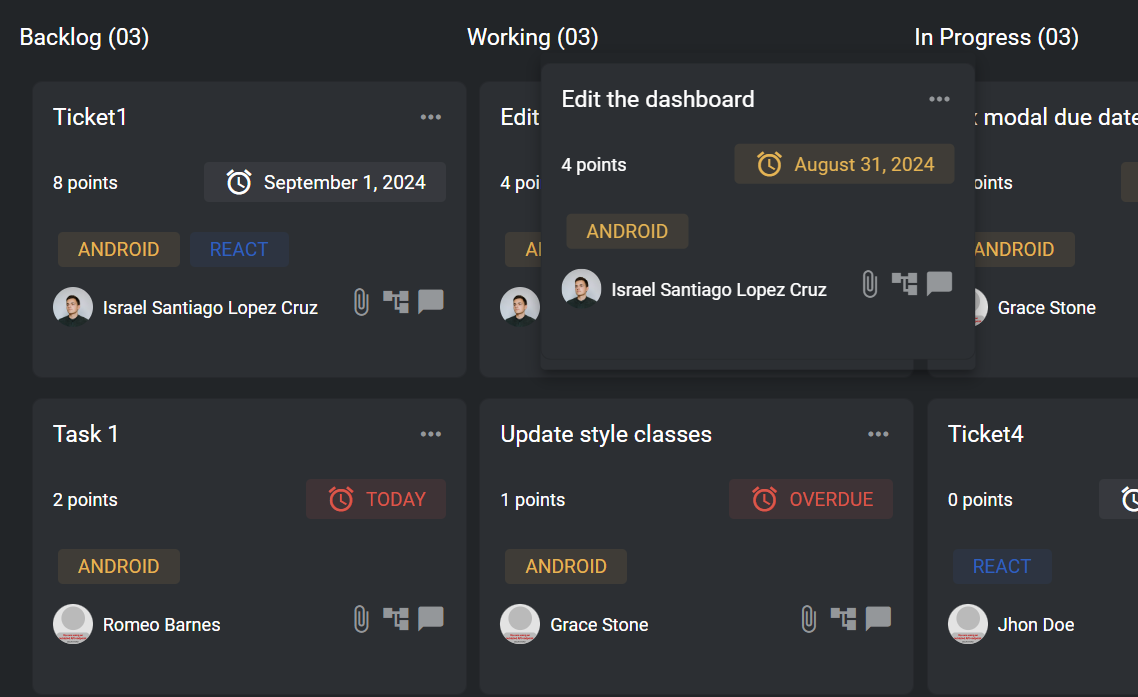 Backlog (03)
Working (03)
In Progress (03)
Ticket1
8 points
September 1, 2024
ANDROID
REACT
Israel Santiago Lopez Cruz
Edit
4 poi
Edit the dashboard
4 points
August 31, 2024
ANDROID
Israel Santiago Lopez Cruz
modal due date
oints
ANDROID
Grace Stone
Task 1
2 points
TODAY
ANDROID
Romeo Barnes
Update style classes
1 points
OVERDUE
ANDROID
Grace Stone
Ticket4
0 points
REACT
Jhon Doe